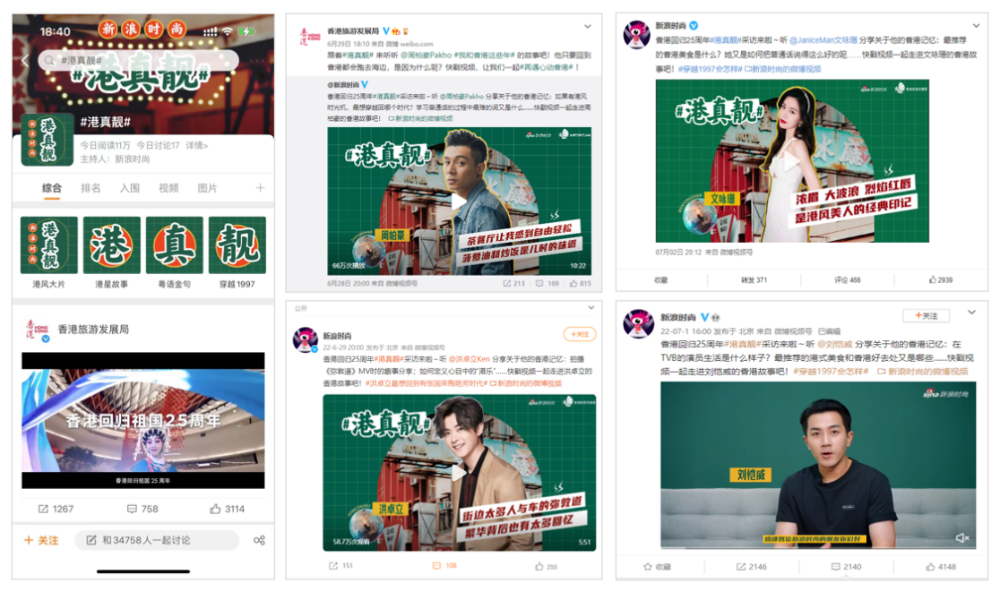 18:40
新浪时尚
#港真靓#
#港真靓#
新浪时尚
港真靓
#港真靓#
今日阅读11万 今日讨论17 详情>
主持人：新浪时尚
综合 排名 入围 视频 图片 +
新浪时尚
港真靓
港
真
靓
港风大片 港星故事 粤语金句 穿越1997
香港 HONG KONG
香港旅游发展局
香港回归祖国25周年
香港回归祖国 25 周年
1267 758 3114
+ 关注 和34758人一起讨论
香港 HONG KONG
香港旅游发展局
6月29日 18:10 来自 微博 weibo.com
跟着#港真靓# 来听听 @周柏豪Pakho #我和香港这些年# 的故事吧！他只要回到
香港都会跑去海边，是因为什么呢？快戳视频，让我们一起#再遇心动香港#！
@新浪时尚
香港回归25周年#港真靓#采访来啦～听 @周柏豪Pakho 分享关于他的香港记忆：如果有港风
时光机，最想穿越回哪个时代？学习普通话的过程中最难的词又是什么……快戳视频一起走进周
柏豪的香港故事吧！ 新浪时尚的微博视频
#港真靓#
HOTEL
周柏豪
茶餐厅让我感到自由轻松
菠萝油和炒饭是儿时的味道
66万次播放 10:22
6月28日 20:00 来自 微博视频号 213 169 815
新浪时尚
香港回归25周年#港真靓#采访来啦～听 @JaniceMan文咏珊 分享关于他的香港记忆：最推荐
的香港美食是什么？她又是如何把普通话说得这么好的呢……快戳视频一起走进文咏珊的香港故
事吧！#穿越1997会怎样# 新浪时尚的微博视频
#港真靓#
HOTEL
文咏珊
浓眉 大波浪 烈焰红唇
是港风美人的经典印记
07月02日 20:12 来自 微博视频号
收藏 转发 371 评论 466 2939
公开
新浪时尚
+关注
22-6-29 20:00 发布于 北京 来自 微博视频号
香港回归25周年#港真靓#采访来啦～听 @洪卓立Ken 分享关于他的香港记忆：拍摄
《弥敦道》MV时的趣事分享；如何定义心目中的“港乐”……快戳视频一起走进洪卓立的
香港故事吧！#洪卓立最想回到有张国荣梅艳芳时代# 新浪时尚的微博视频
#港真靓#
HOTEL
洪卓立
街边太多人与车的弥敦道
繁华背后也有太多回忆
58.7万次观看 5:51
151 108 255
新浪时尚
+关注
22-07-1 16:00 发布于 北京 来自 微博视频号 已编辑
香港回归25周年#港真靓#采访来啦～听 @刘恺威 分享关于他的香港记忆：在
TVB的演员生活是什么样子？最推荐的港式美食和香港好去处又是哪些……快戳视
频一起走进刘恺威的香港故事吧！#穿越1997会怎样# 新浪时尚的微博视频
sina 新浪时尚
刘恺威
收藏 2146 2140 4148